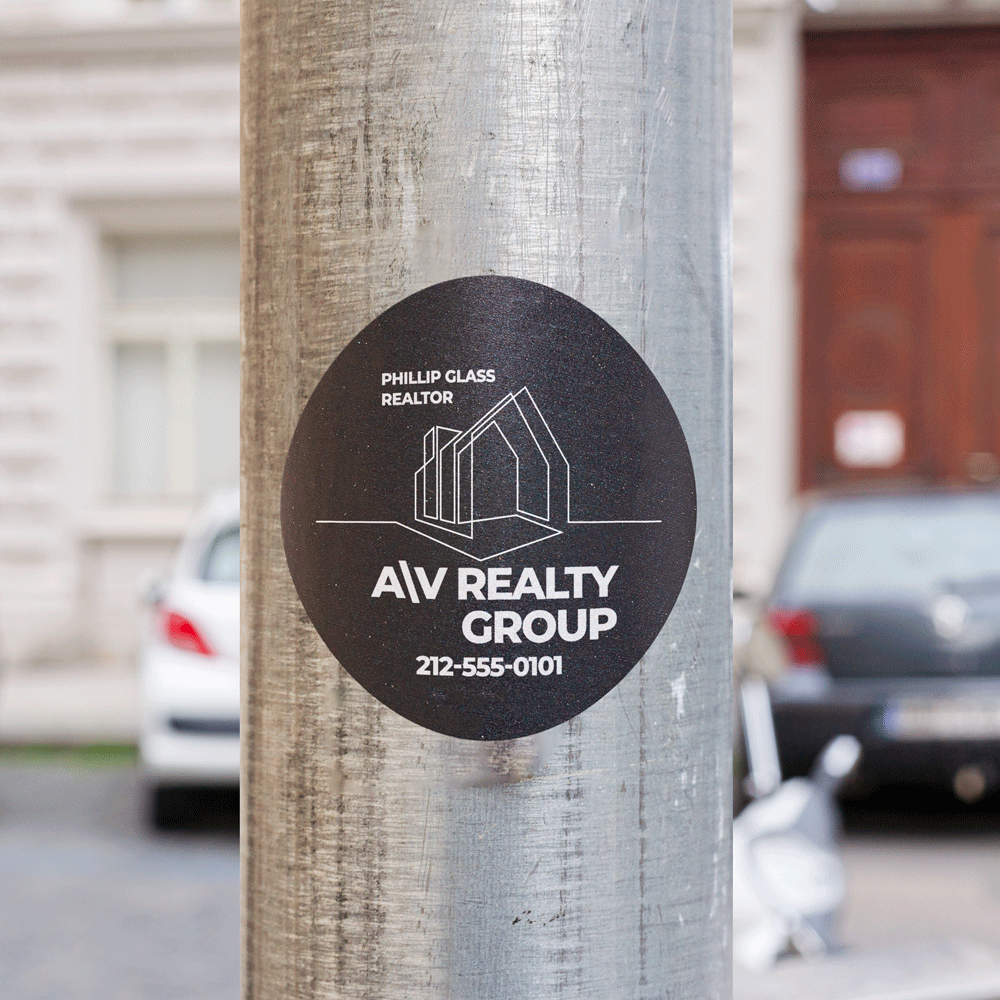 PHILLIP GLASS
REALTOR
A\V REALTY
GROUP
212-555-0101